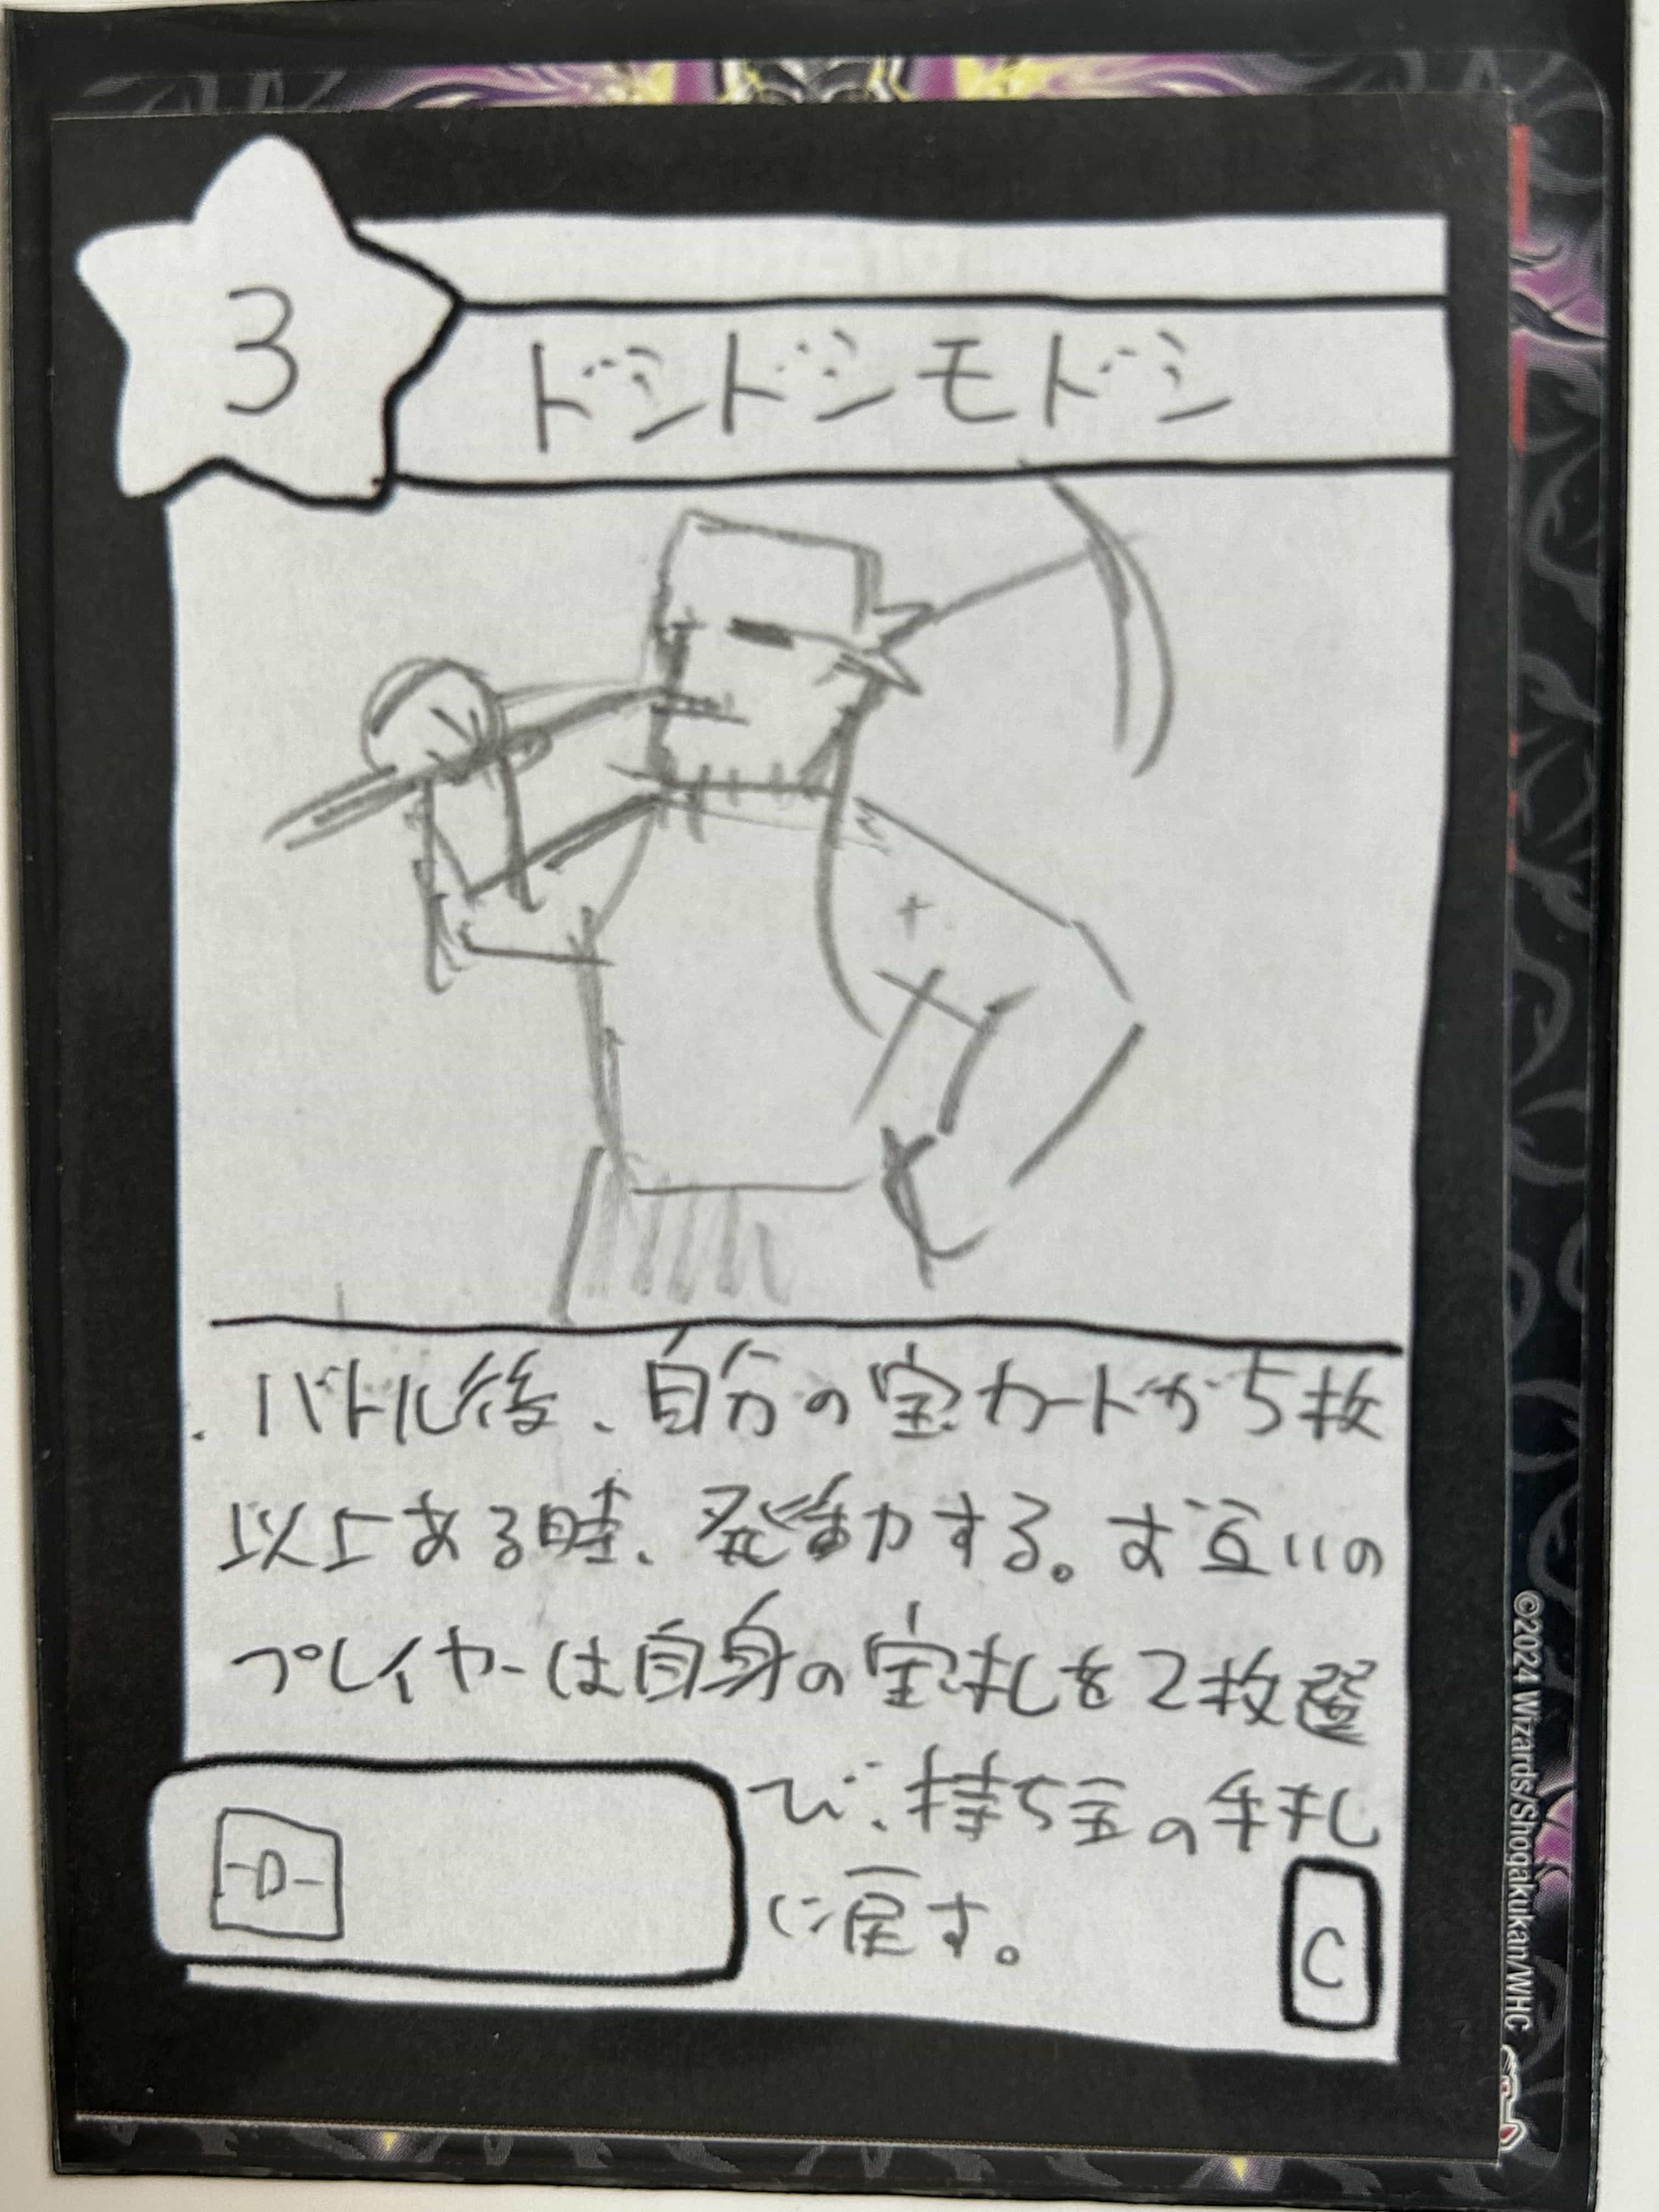 3
ドシドシモドシ
・バトル後、自分の宝カードが5枚
以上ある時、発動する。お互いの
プレイヤーは自身の宝札を2枚選
び、持ち主の手札
に戻す。
-D-
C
©2024 Wizards/Shogakukan/WHC